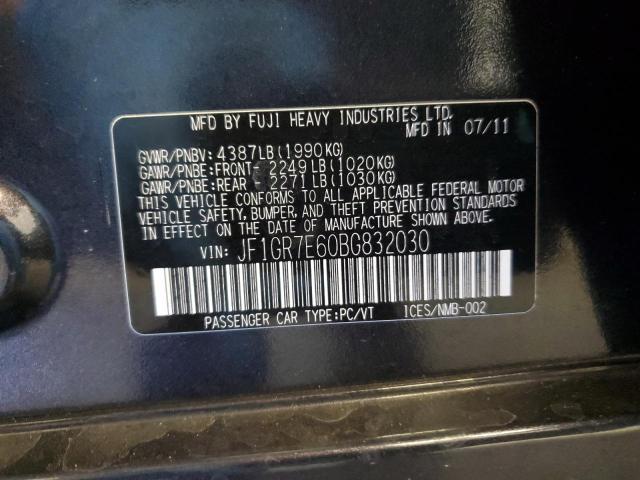 MFD BY FUJI HEAVY INDUSTRIES LTD.
MFD IN 07/11
GVWR/PNBV: 4387LB(1990KG)
GAWR/PNBE:FRONT 2249LB(1020KG)
GAWR/PNBE:REAR 2271LB(1030KG)
THIS VEHICLE CONFORMS TO ALL APPLICABLE FEDERAL MOTOR
VEHICLE SAFETY, BUMPER, AND THEFT PREVENTION STANDARDS
IN EFFECT ON THE DATE OF MANUFACTURE SHOWN ABOVE.
VIN: JF1GR7E60BG832030
PASSENGER CAR TYPE:PC/VT ICES/NMB-002